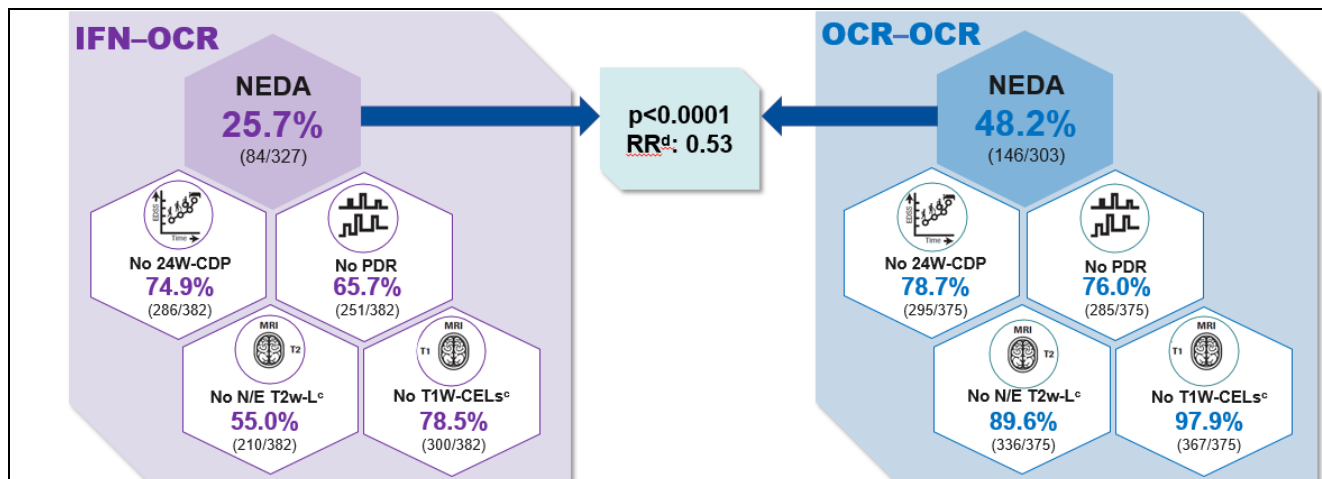 IFN–OCR
NEDA
25.7%
(84/327)
EDSS
Time
No 24W-CDP
74.9%
(286/382)
No PDR
65.7%
(251/382)
MRI
T2
No N/E T2w-Lᶜ
55.0%
(210/382)
MRI
T1
No T1W-CELsᶜ
78.5%
(300/382)
p<0.0001
RRᵈ: 0.53
OCR–OCR
NEDA
48.2%
(146/303)
EDSS
Time
No 24W-CDP
78.7%
(295/375)
No PDR
76.0%
(285/375)
MRI
T2
No N/E T2w-Lᶜ
89.6%
(336/375)
MRI
T1
No T1W-CELsᶜ
97.9%
(367/375)